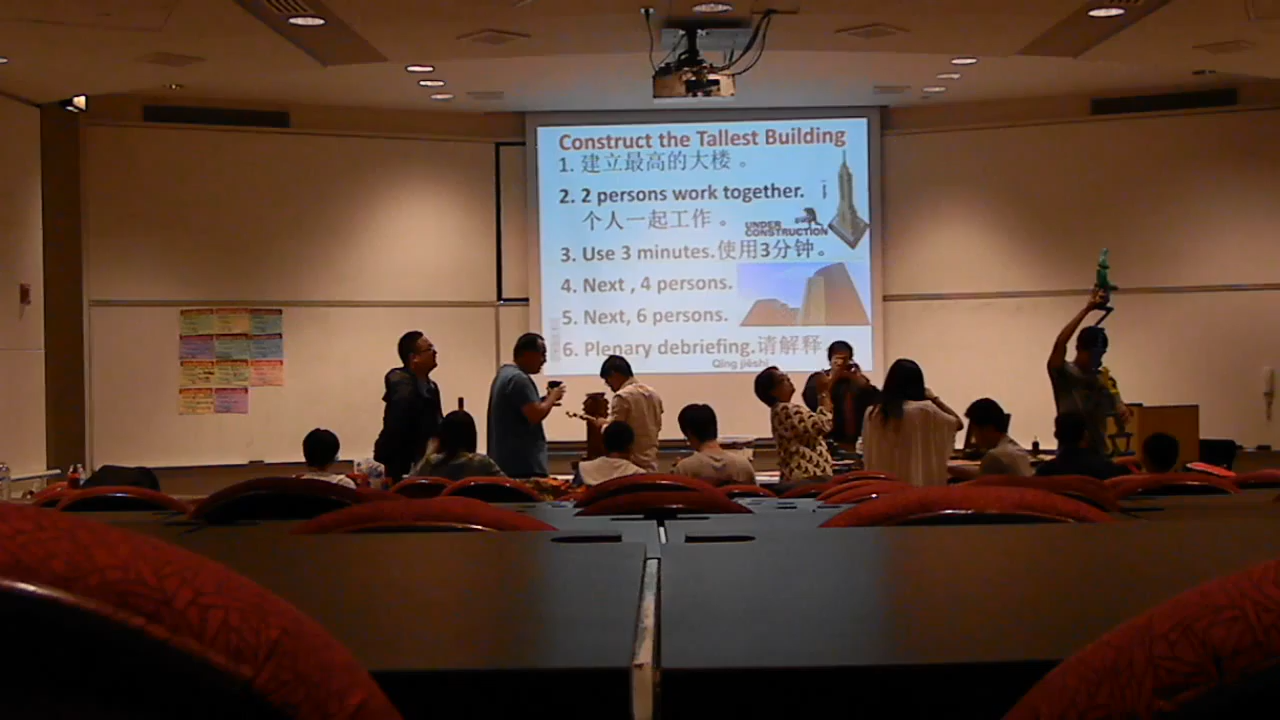 Construct the Tallest Building
1. 建立最高的大楼 。
2. 2 persons work together.
个人一起工作 。
UNDER
CONSTRUCTION
3. Use 3 minutes.使用3分钟。
4. Next , 4 persons.
5. Next, 6 persons.
6. Plenary debriefing.请解释
Qing jiěshì